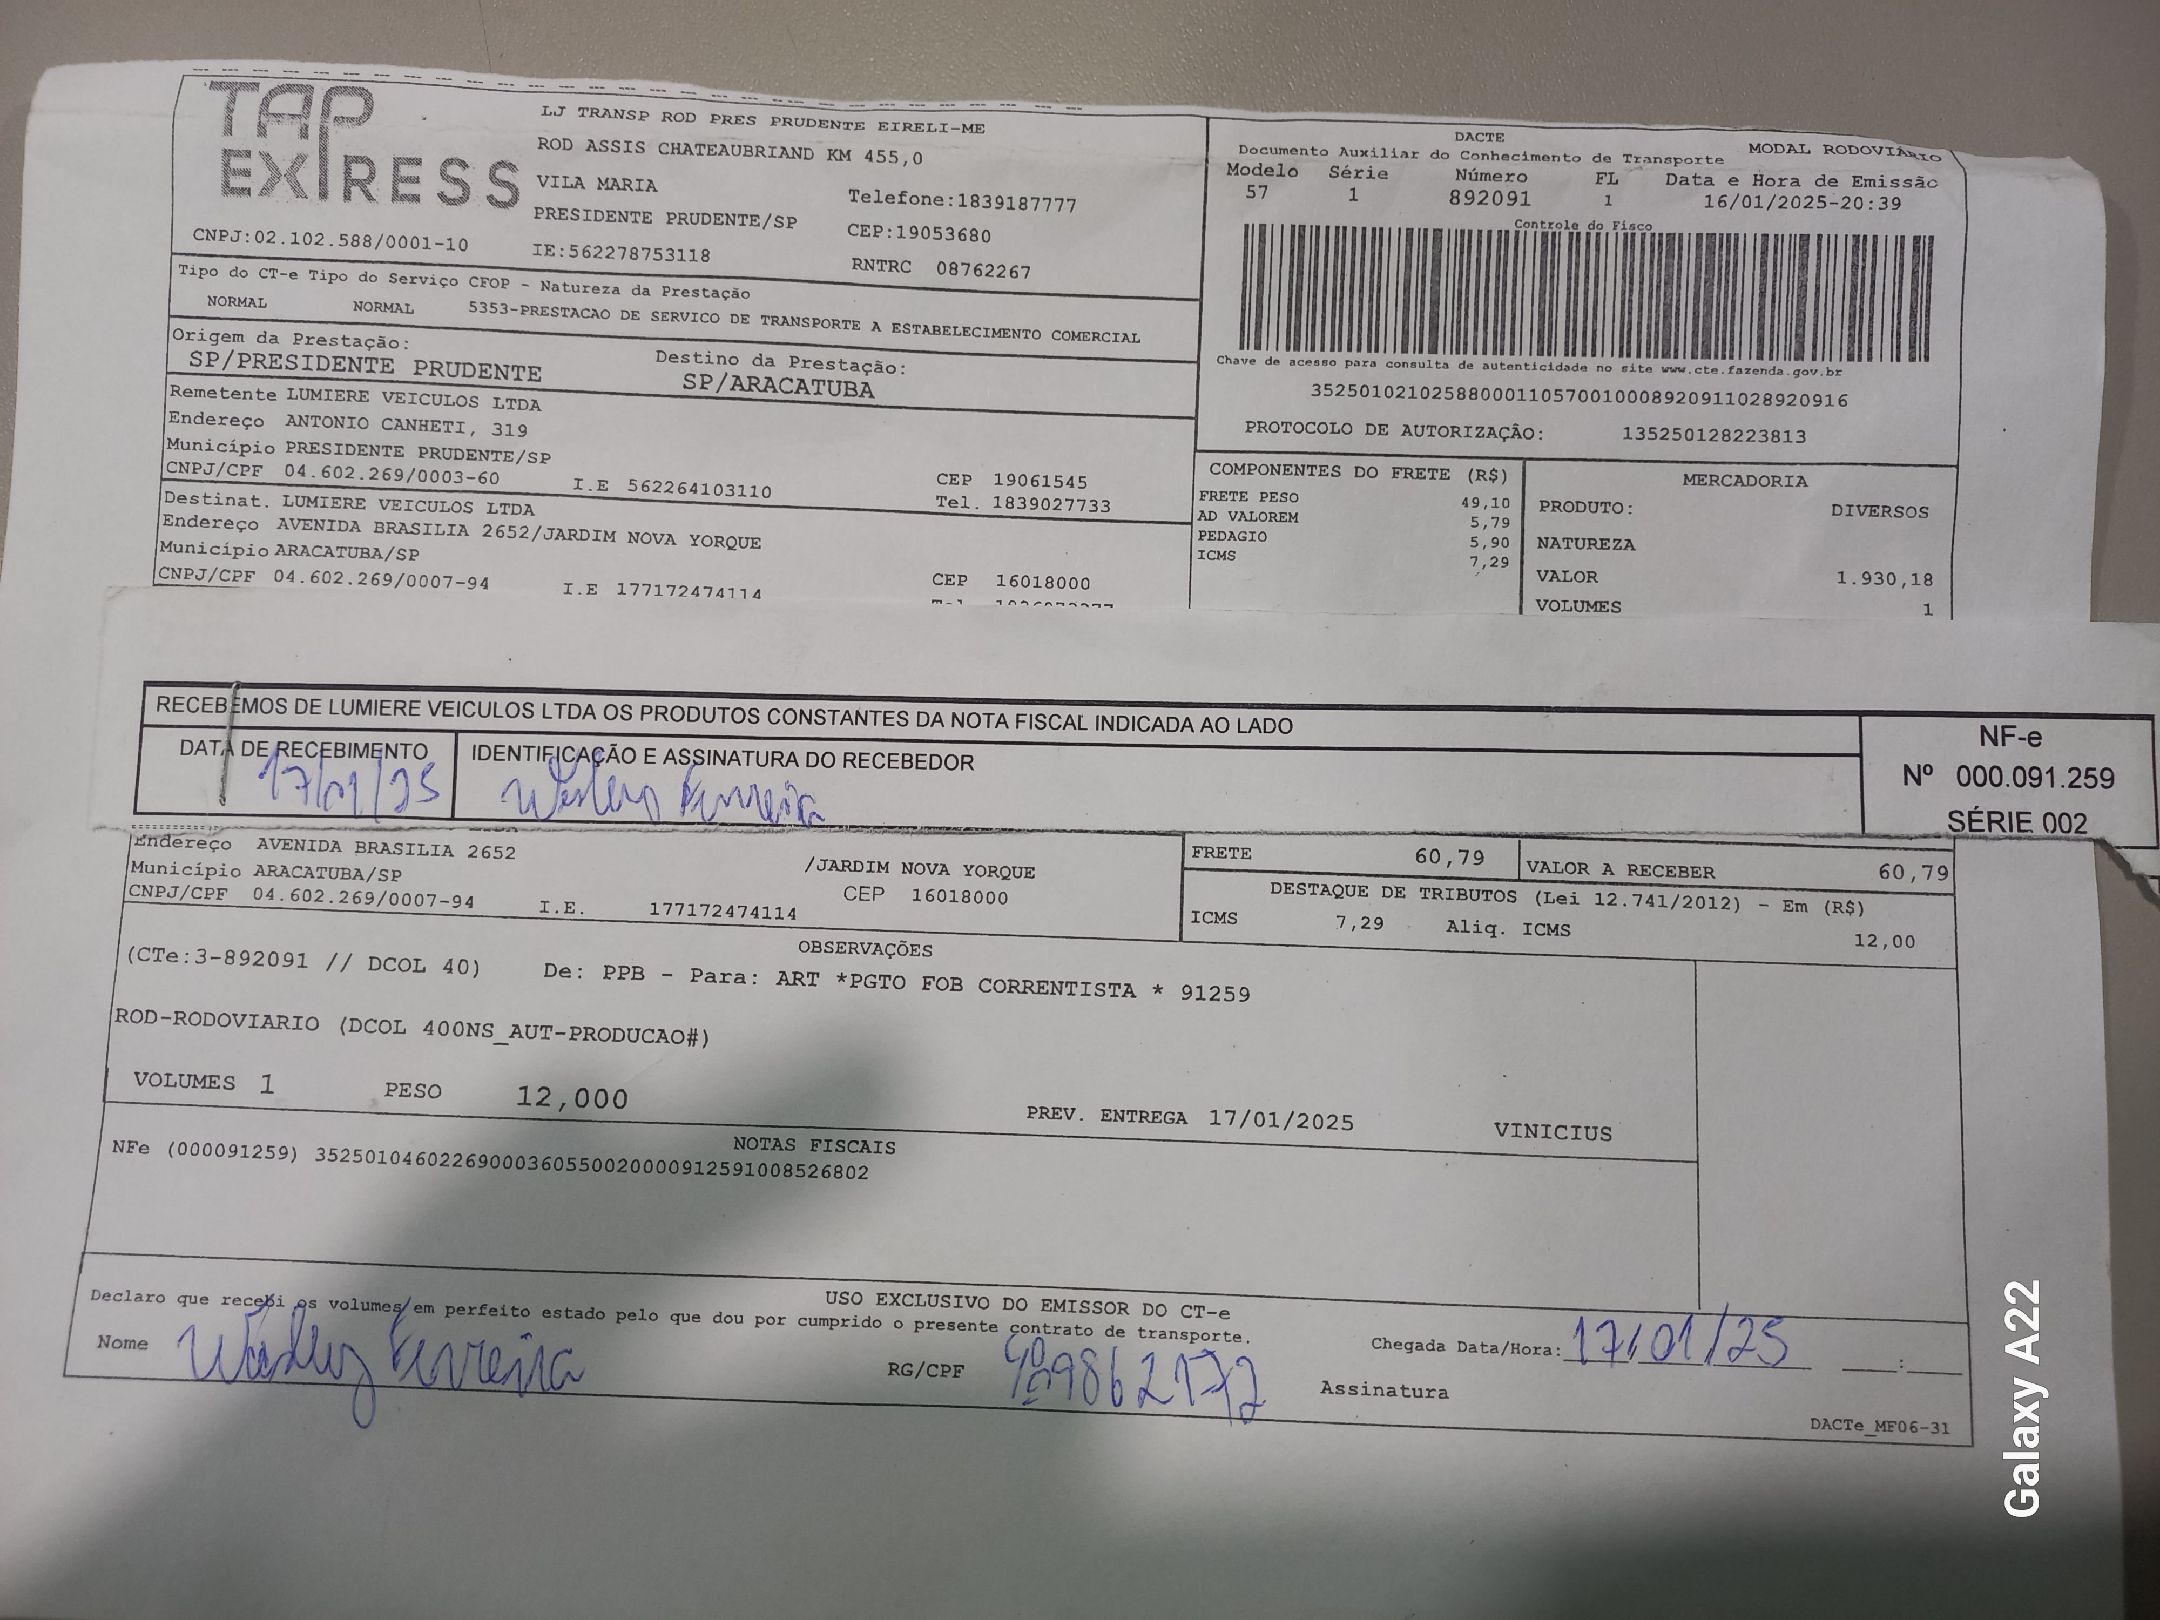 TAP EXPRESS
LJ TRANSP ROD PRES PRUDENTE EIRELI-ME
ROD ASSIS CHATEAUBRIAND KM 455,0
VILA MARIA
Telefone:1839187777
PRESIDENTE PRUDENTE/SP
CEP:19053680
CNPJ:02.102.588/0001-10
IE:562278753118
RNTRC 08762267
DACTE
Documento Auxiliar do Conhecimento de Transporte
MODAL RODOVIÁRIO
Modelo Série Número FL Data e Hora de Emissão
57 1 892091 1 16/01/2025-20:39
Controle do Fisco
Chave de acesso para consulta de autenticidade no site www.cte.fazenda.gov.br
35250102102588000110570010008920911028920916
PROTOCOLO DE AUTORIZAÇÃO: 135250128223813
Tipo do CT-e Tipo do Serviço CFOP - Natureza da Prestação
NORMAL NORMAL 5353-PRESTACAO DE SERVICO DE TRANSPORTE A ESTABELECIMENTO COMERCIAL
Origem da Prestação: Destino da Prestação:
SP/PRESIDENTE PRUDENTE SP/ARACATUBA
Remetente LUMIERE VEICULOS LTDA
Endereço ANTONIO CANHETI, 319
Município PRESIDENTE PRUDENTE/SP
CEP 19061545
CNPJ/CPF 04.602.269/0003-60 I.E 562264103110 Tel. 1839027733
Destinat. LUMIERE VEICULOS LTDA
Endereço AVENIDA BRASILIA 2652/JARDIM NOVA YORQUE
Município ARACATUBA/SP
CEP 16018000
CNPJ/CPF 04.602.269/0007-94 I.E 177172474114
COMPONENTES DO FRETE (R$)
FRETE PESO 49,10
AD VALOREM 5,79
PEDAGIO 5,90
ICMS 7,29
MERCADORIA
PRODUTO: DIVERSOS
NATUREZA
VALOR 1.930,18
VOLUMES 1
RECEBEMOS DE LUMIERE VEICULOS LTDA OS PRODUTOS CONSTANTES DA NOTA FISCAL INDICADA AO LADO
DATA DE RECEBIMENTO IDENTIFICAÇÃO E ASSINATURA DO RECEBEDOR
17/01/25 Wesley Ferreira
NF-e
Nº 000.091.259
SÉRIE 002
Endereço AVENIDA BRASILIA 2652 /JARDIM NOVA YORQUE
Município ARACATUBA/SP CEP 16018000
CNPJ/CPF 04.602.269/0007-94 I.E. 177172474114
FRETE 60,79 VALOR A RECEBER 60,79
DESTAQUE DE TRIBUTOS (Lei 12.741/2012) - Em (R$)
ICMS 7,29 Aliq. ICMS 12,00
OBSERVAÇÕES
(CTe:3-892091 // DCOL 40) De: PPB - Para: ART *PGTO FOB CORRENTISTA * 91259
ROD-RODOVIARIO (DCOL 400NS_AUT-PRODUCAO#)
VOLUMES 1 PESO 12,000 PREV. ENTREGA 17/01/2025 VINICIUS
NOTAS FISCAIS
NFe (000091259) 35250104602269000360550020000912591008526802
USO EXCLUSIVO DO EMISSOR DO CT-e
Declaro que recebi os volumes em perfeito estado pelo que dou por cumprido o presente contrato de transporte.
Nome Wesley Ferreira RG/CPF Chegada Data/Hora: 17/01/25 :
Assinatura
DACTe_MF06-31
Galaxy A22